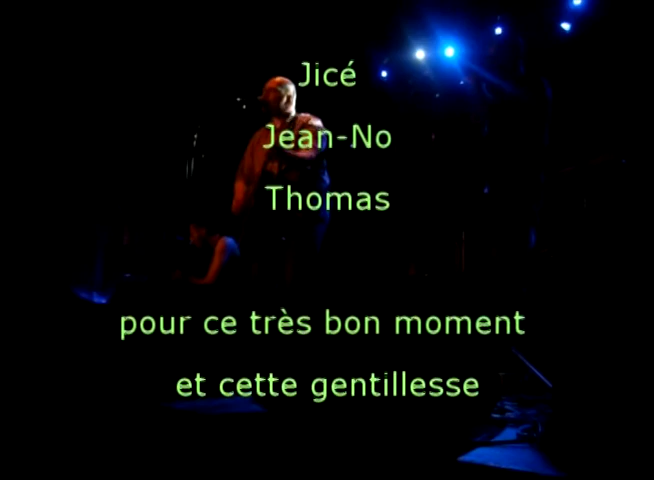 Jicé
Jean-No
Thomas
pour ce très bon moment
et cette gentillesse